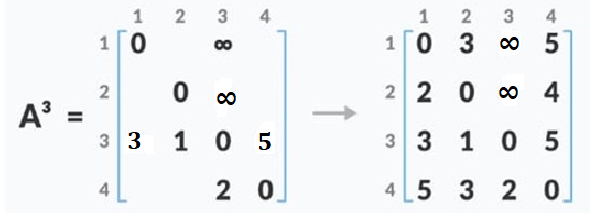 1 2 3 4 1 2 3 4
1 0 ∞ 1 0 3 ∞ 5
A³ = 2 0 ∞ → 2 2 0 ∞ 4
3 3 1 0 5 3 3 1 0 5
4 2 0 4 5 3 2 0